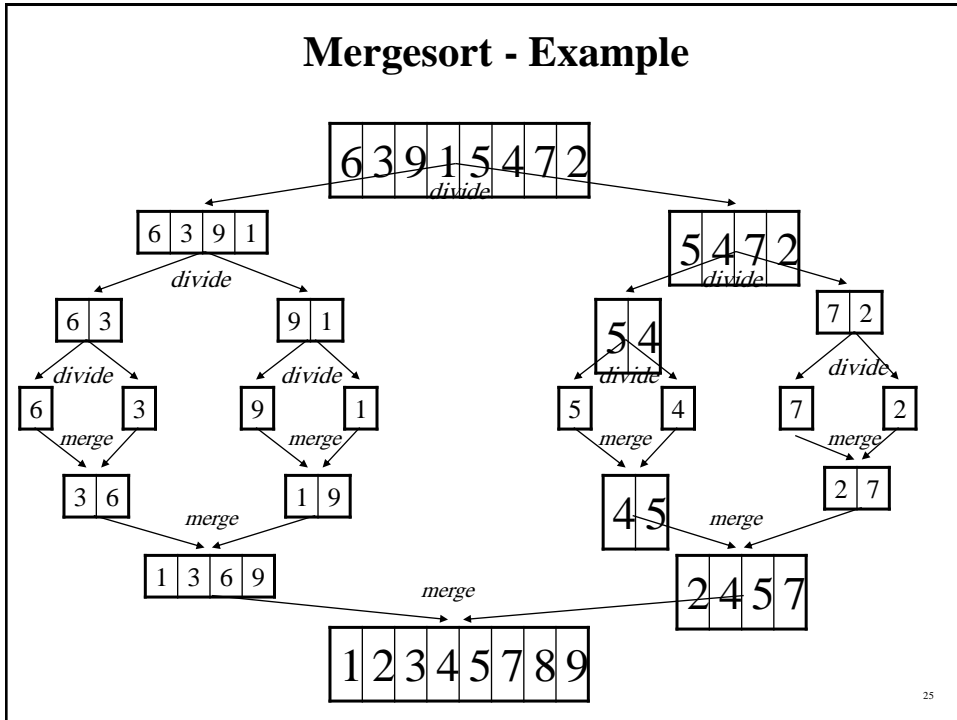 Mergesort - Example
6 3 9 1 5 4 7 2
divide
6 3 9 1
5 4 7 2
divide
divide
6 3
9 1
5 4
7 2
divide
divide
divide
divide
6
3
9
1
5
4
7
2
merge
merge
merge
merge
3 6
1 9
4 5
2 7
merge
merge
1 3 6 9
2 4 5 7
merge
1 2 3 4 5 7 8 9
25